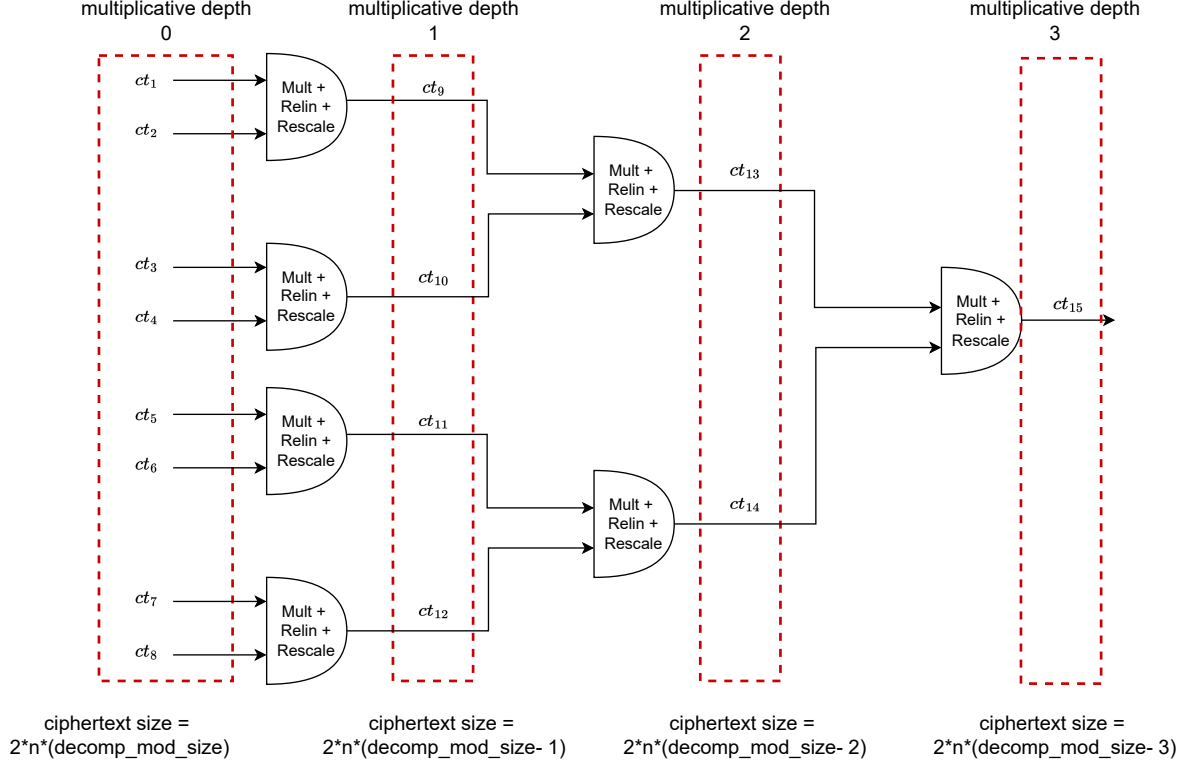 multiplicative depth
0
multiplicative depth
1
multiplicative depth
2
multiplicative depth
3
ct1
ct2
Mult +
Relin +
Rescale
ct9
ct3
ct4
Mult +
Relin +
Rescale
ct10
Mult +
Relin +
Rescale
ct13
ct5
ct6
Mult +
Relin +
Rescale
ct11
ct7
ct8
Mult +
Relin +
Rescale
ct12
Mult +
Relin +
Rescale
ct14
Mult +
Relin +
Rescale
ct15
ciphertext size =
2*n*(decomp_mod_size)
ciphertext size =
2*n*(decomp_mod_size- 1)
ciphertext size =
2*n*(decomp_mod_size- 2)
ciphertext size =
2*n*(decomp_mod_size- 3)